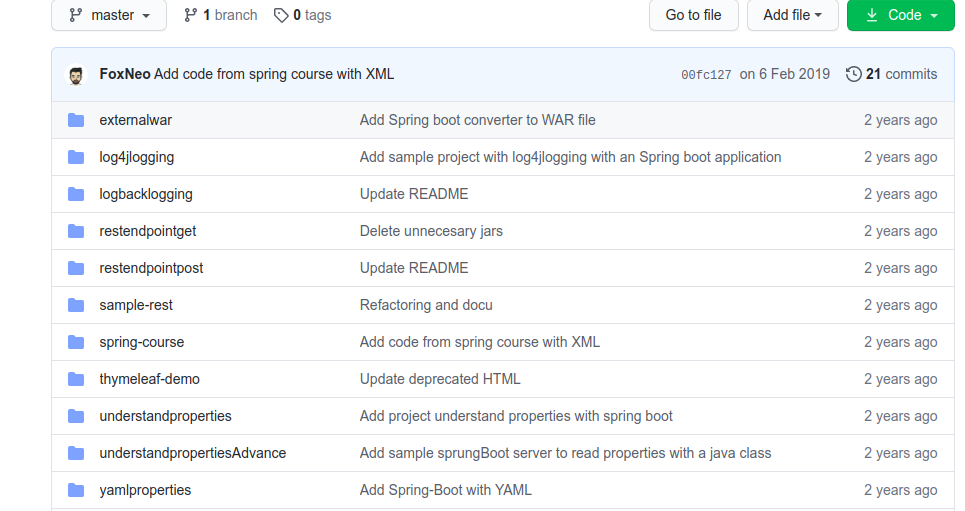 master 1 branch 0 tags Go to file Add file Code
FoxNeo Add code from spring course with XML 00fc127 on 6 Feb 2019 21 commits
externalwar Add Spring boot converter to WAR file 2 years ago
log4jlogging Add sample project with log4jlogging with an Spring boot application 2 years ago
logbacklogging Update README 2 years ago
restendpointget Delete unnecesary jars 2 years ago
restendpointpost Update README 2 years ago
sample-rest Refactoring and docu 2 years ago
spring-course Add code from spring course with XML 2 years ago
thymeleaf-demo Update deprecated HTML 2 years ago
understandproperties Add project understand properties with spring boot 2 years ago
understandpropertiesAdvance Add sample sprungBoot server to read properties with a java class 2 years ago
yamlproperties Add Spring-Boot with YAML 2 years ago